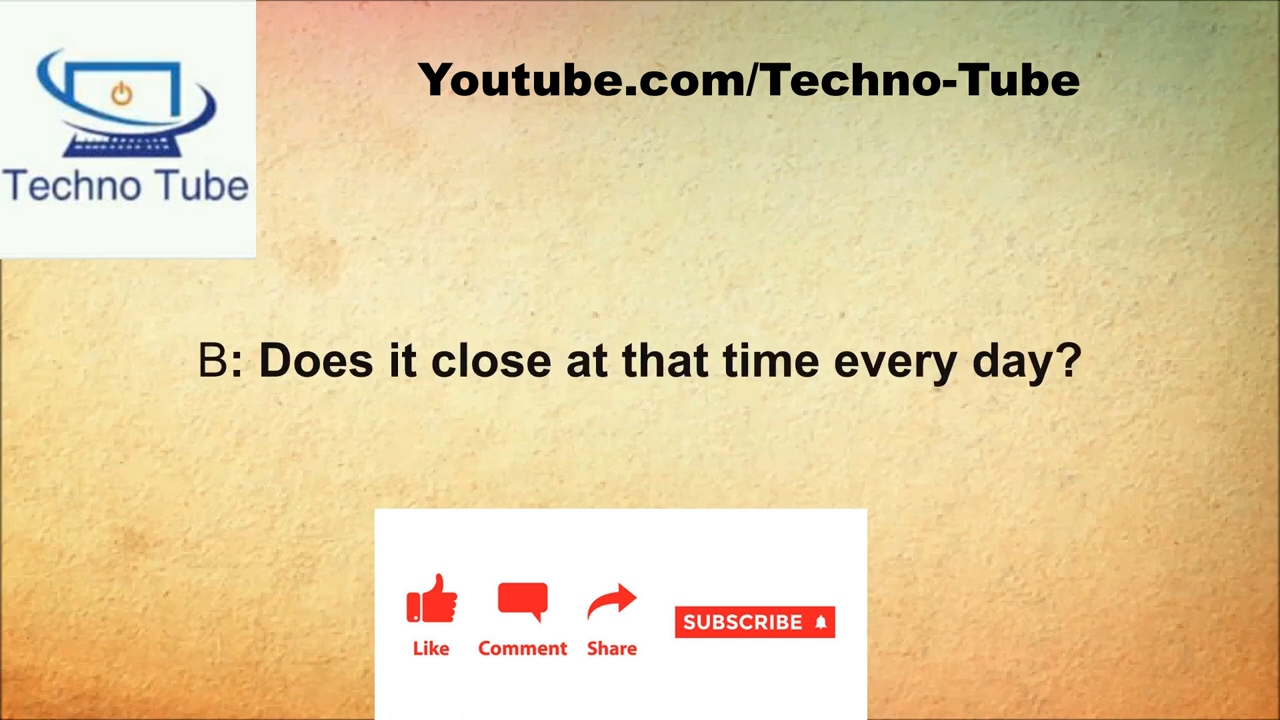 Techno Tube
Youtube.com/Techno-Tube
B: Does it close at that time every day?
Like Comment Share
SUBSCRIBE